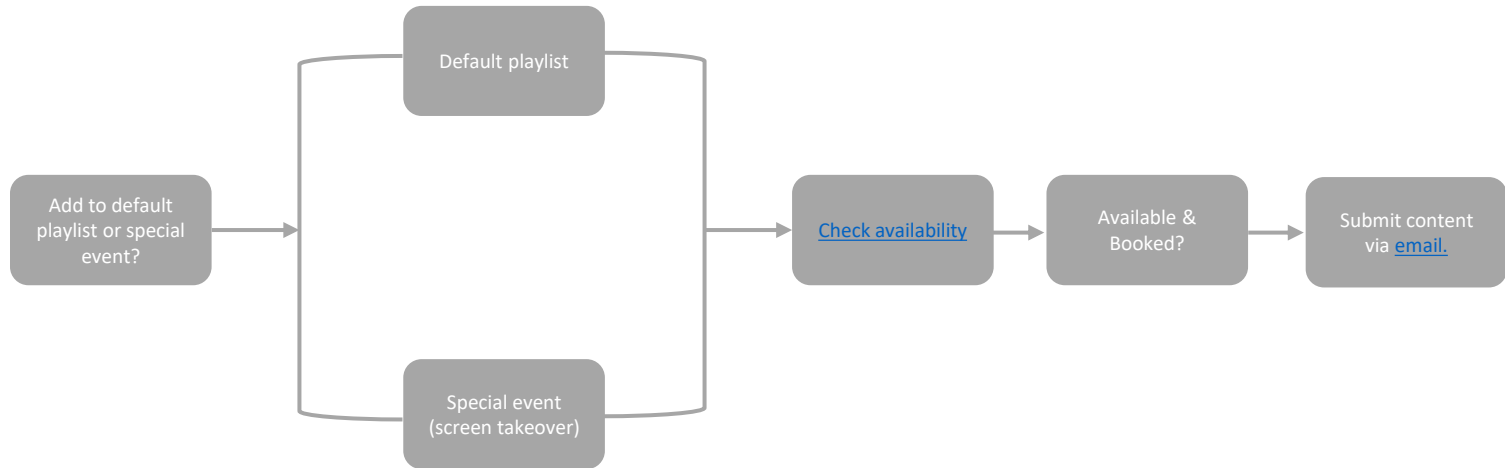 Default playlist
Add to default
playlist or special
event?
Check availability
Available &
Booked?
Submit content
via email.
Special event
(screen takeover)